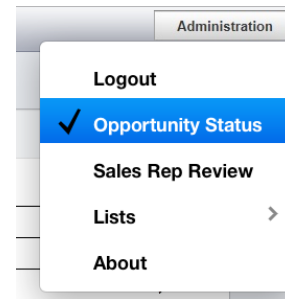 Administration
Logout
Opportunity Status
Sales Rep Review
Lists
About